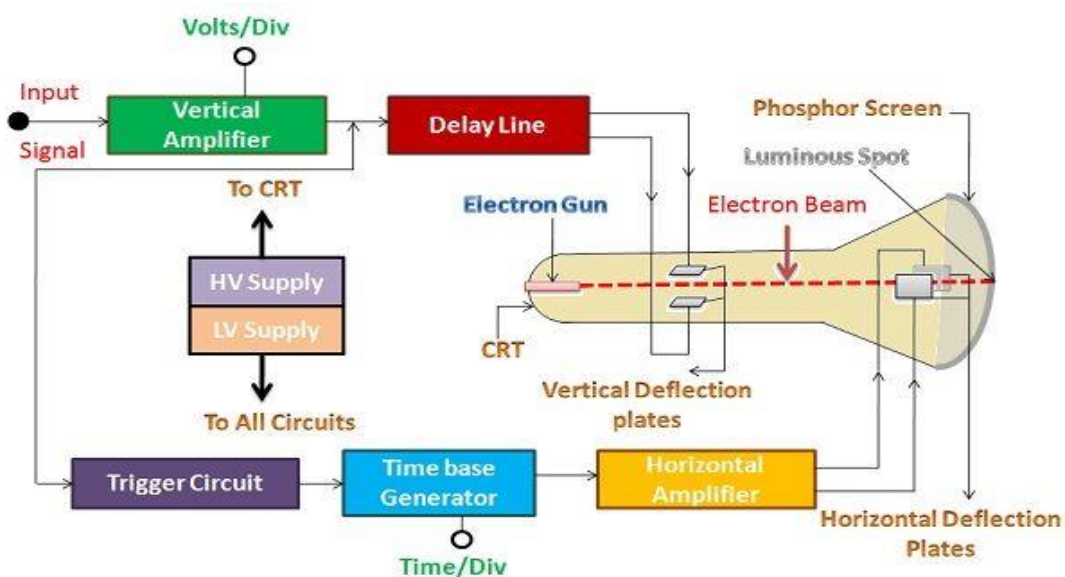 Volts/Div
Input
Signal
Vertical
Amplifier
Delay Line
Phosphor Screen
Luminous Spot
To CRT
Electron Gun
Electron Beam
HV Supply
LV Supply
CRT
Vertical Deflection
plates
To All Circuits
Trigger Circuit
Time base
Generator
Horizontal
Amplifier
Horizontal Deflection
Plates
Time/Div